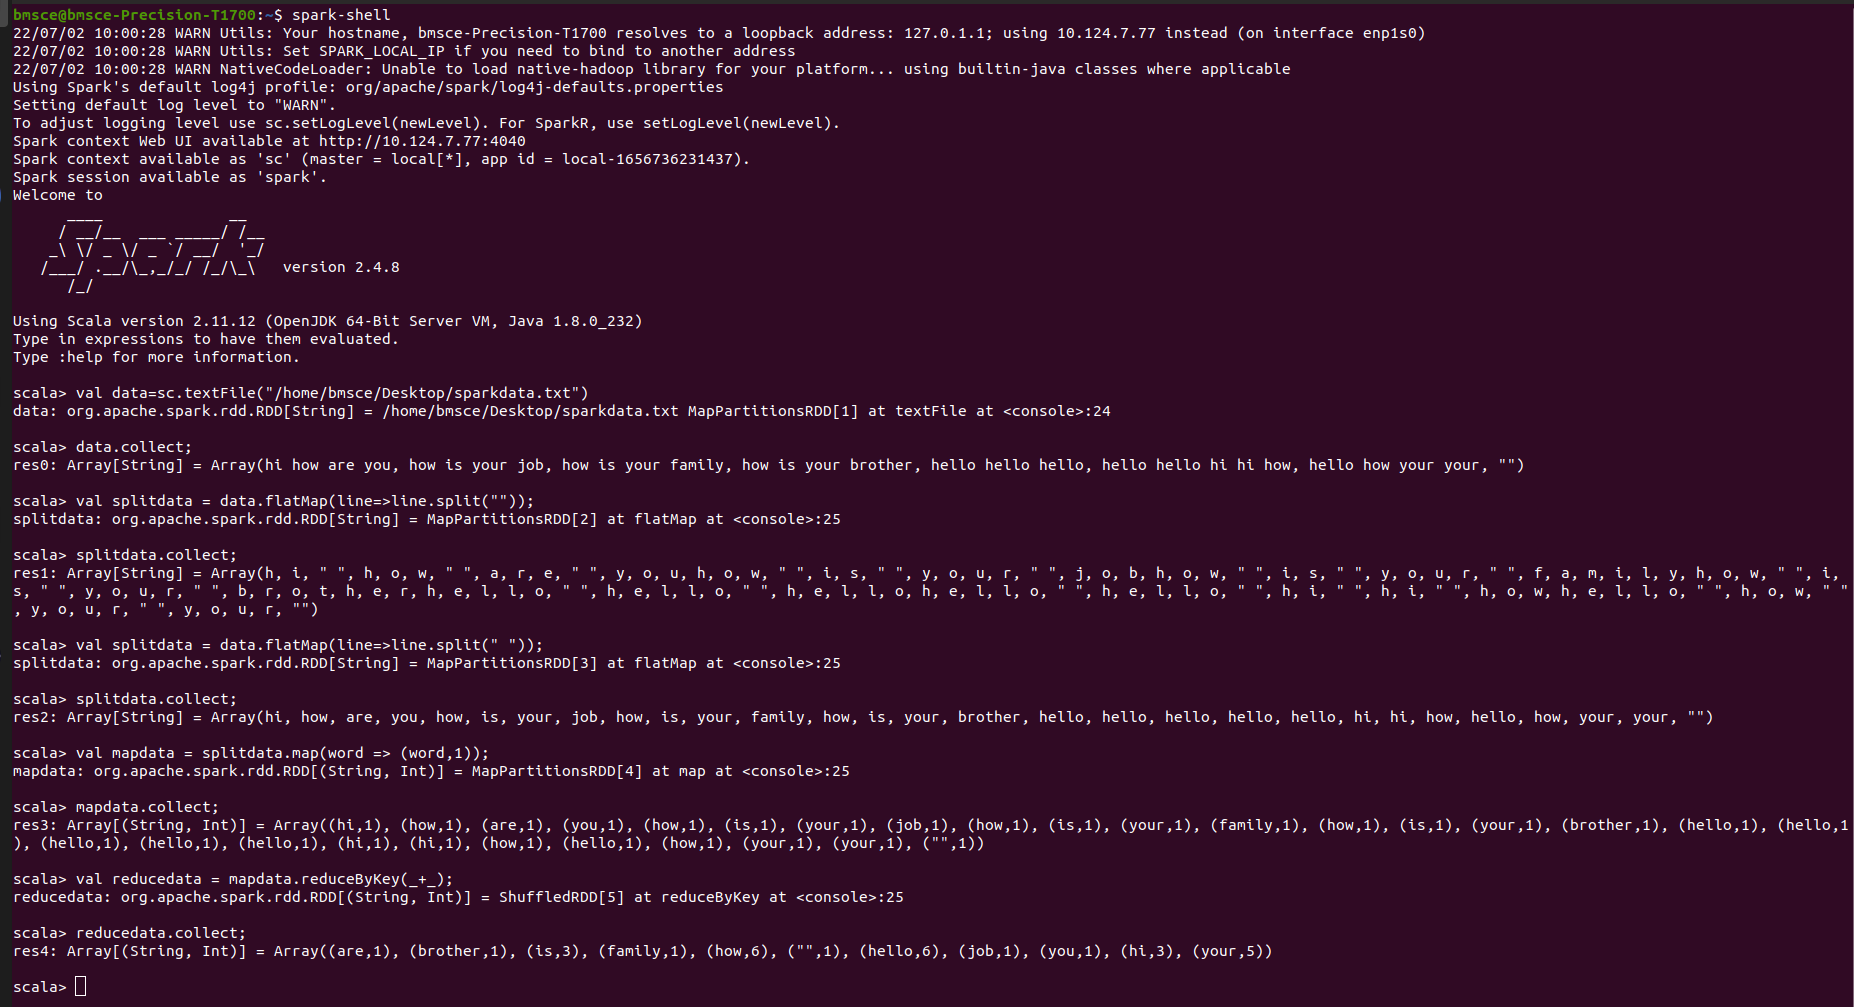 bmsce@bmsce-Precision-T1700:~$ spark-shell
22/07/02 10:00:28 WARN Utils: Your hostname, bmsce-Precision-T1700 resolves to a loopback address: 127.0.1.1; using 10.124.7.77 instead (on interface enp1s0)
22/07/02 10:00:28 WARN Utils: Set SPARK_LOCAL_IP if you need to bind to another address
22/07/02 10:00:28 WARN NativeCodeLoader: Unable to load native-hadoop library for your platform... using builtin-java classes where applicable
Using Spark's default log4j profile: org/apache/spark/log4j-defaults.properties
Setting default log level to "WARN".
To adjust logging level use sc.setLogLevel(newLevel). For SparkR, use setLogLevel(newLevel).
Spark context Web UI available at http://10.124.7.77:4040
Spark context available as 'sc' (master = local[*], app id = local-1656736231437).
Spark session available as 'spark'.
Welcome to
      ____              __
     / __/__  ___ _____/ /__
    _\ \/ _ \/ _ `/ __/  '_/
   /___/ .__/\_,_/_/ /_/\_\   version 2.4.8
      /_/

Using Scala version 2.11.12 (OpenJDK 64-Bit Server VM, Java 1.8.0_232)
Type in expressions to have them evaluated.
Type :help for more information.

scala> val data=sc.textFile("/home/bmsce/Desktop/sparkdata.txt")
data: org.apache.spark.rdd.RDD[String] = /home/bmsce/Desktop/sparkdata.txt MapPartitionsRDD[1] at textFile at <console>:24

scala> data.collect;
res0: Array[String] = Array(hi how are you, how is your job, how is your family, how is your brother, hello hello hello, hello hello hi hi how, hello how your your, "")

scala> val splitdata = data.flatMap(line=>line.split(""));
splitdata: org.apache.spark.rdd.RDD[String] = MapPartitionsRDD[2] at flatMap at <console>:25

scala> splitdata.collect;
res1: Array[String] = Array(h, i, " ", h, o, w, " ", a, r, e, " ", y, o, u, h, o, w, " ", i, s, " ", y, o, u, r, " ", j, o, b, h, o, w, " ", i, s, " ", y, o, u, r, " ", f, a, m, i, l, y, h, o, w, " ", i,
s, " ", y, o, u, r, " ", b, r, o, t, h, e, r, h, e, l, l, o, " ", h, e, l, l, o, " ", h, e, l, l, o, h, e, l, l, o, " ", h, e, l, l, o, " ", h, i, " ", h, i, " ", h, o, w, h, e, l, l, o, " ", h, o, w, " "
, y, o, u, r, " ", y, o, u, r, "")

scala> val splitdata = data.flatMap(line=>line.split(" "));
splitdata: org.apache.spark.rdd.RDD[String] = MapPartitionsRDD[3] at flatMap at <console>:25

scala> splitdata.collect;
res2: Array[String] = Array(hi, how, are, you, how, is, your, job, how, is, your, family, how, is, your, brother, hello, hello, hello, hello, hello, hi, hi, how, hello, how, your, your, "")

scala> val mapdata = splitdata.map(word => (word,1));
mapdata: org.apache.spark.rdd.RDD[(String, Int)] = MapPartitionsRDD[4] at map at <console>:25

scala> mapdata.collect;
res3: Array[(String, Int)] = Array((hi,1), (how,1), (are,1), (you,1), (how,1), (is,1), (your,1), (job,1), (how,1), (is,1), (your,1), (family,1), (how,1), (is,1), (your,1), (brother,1), (hello,1), (hello,1
), (hello,1), (hello,1), (hello,1), (hi,1), (hi,1), (how,1), (hello,1), (how,1), (your,1), (your,1), ("",1))

scala> val reducedata = mapdata.reduceByKey(_+_);
reducedata: org.apache.spark.rdd.RDD[(String, Int)] = ShuffledRDD[5] at reduceByKey at <console>:25

scala> reducedata.collect;
res4: Array[(String, Int)] = Array((are,1), (brother,1), (is,3), (family,1), (how,6), ("",1), (hello,6), (job,1), (you,1), (hi,3), (your,5))

scala>